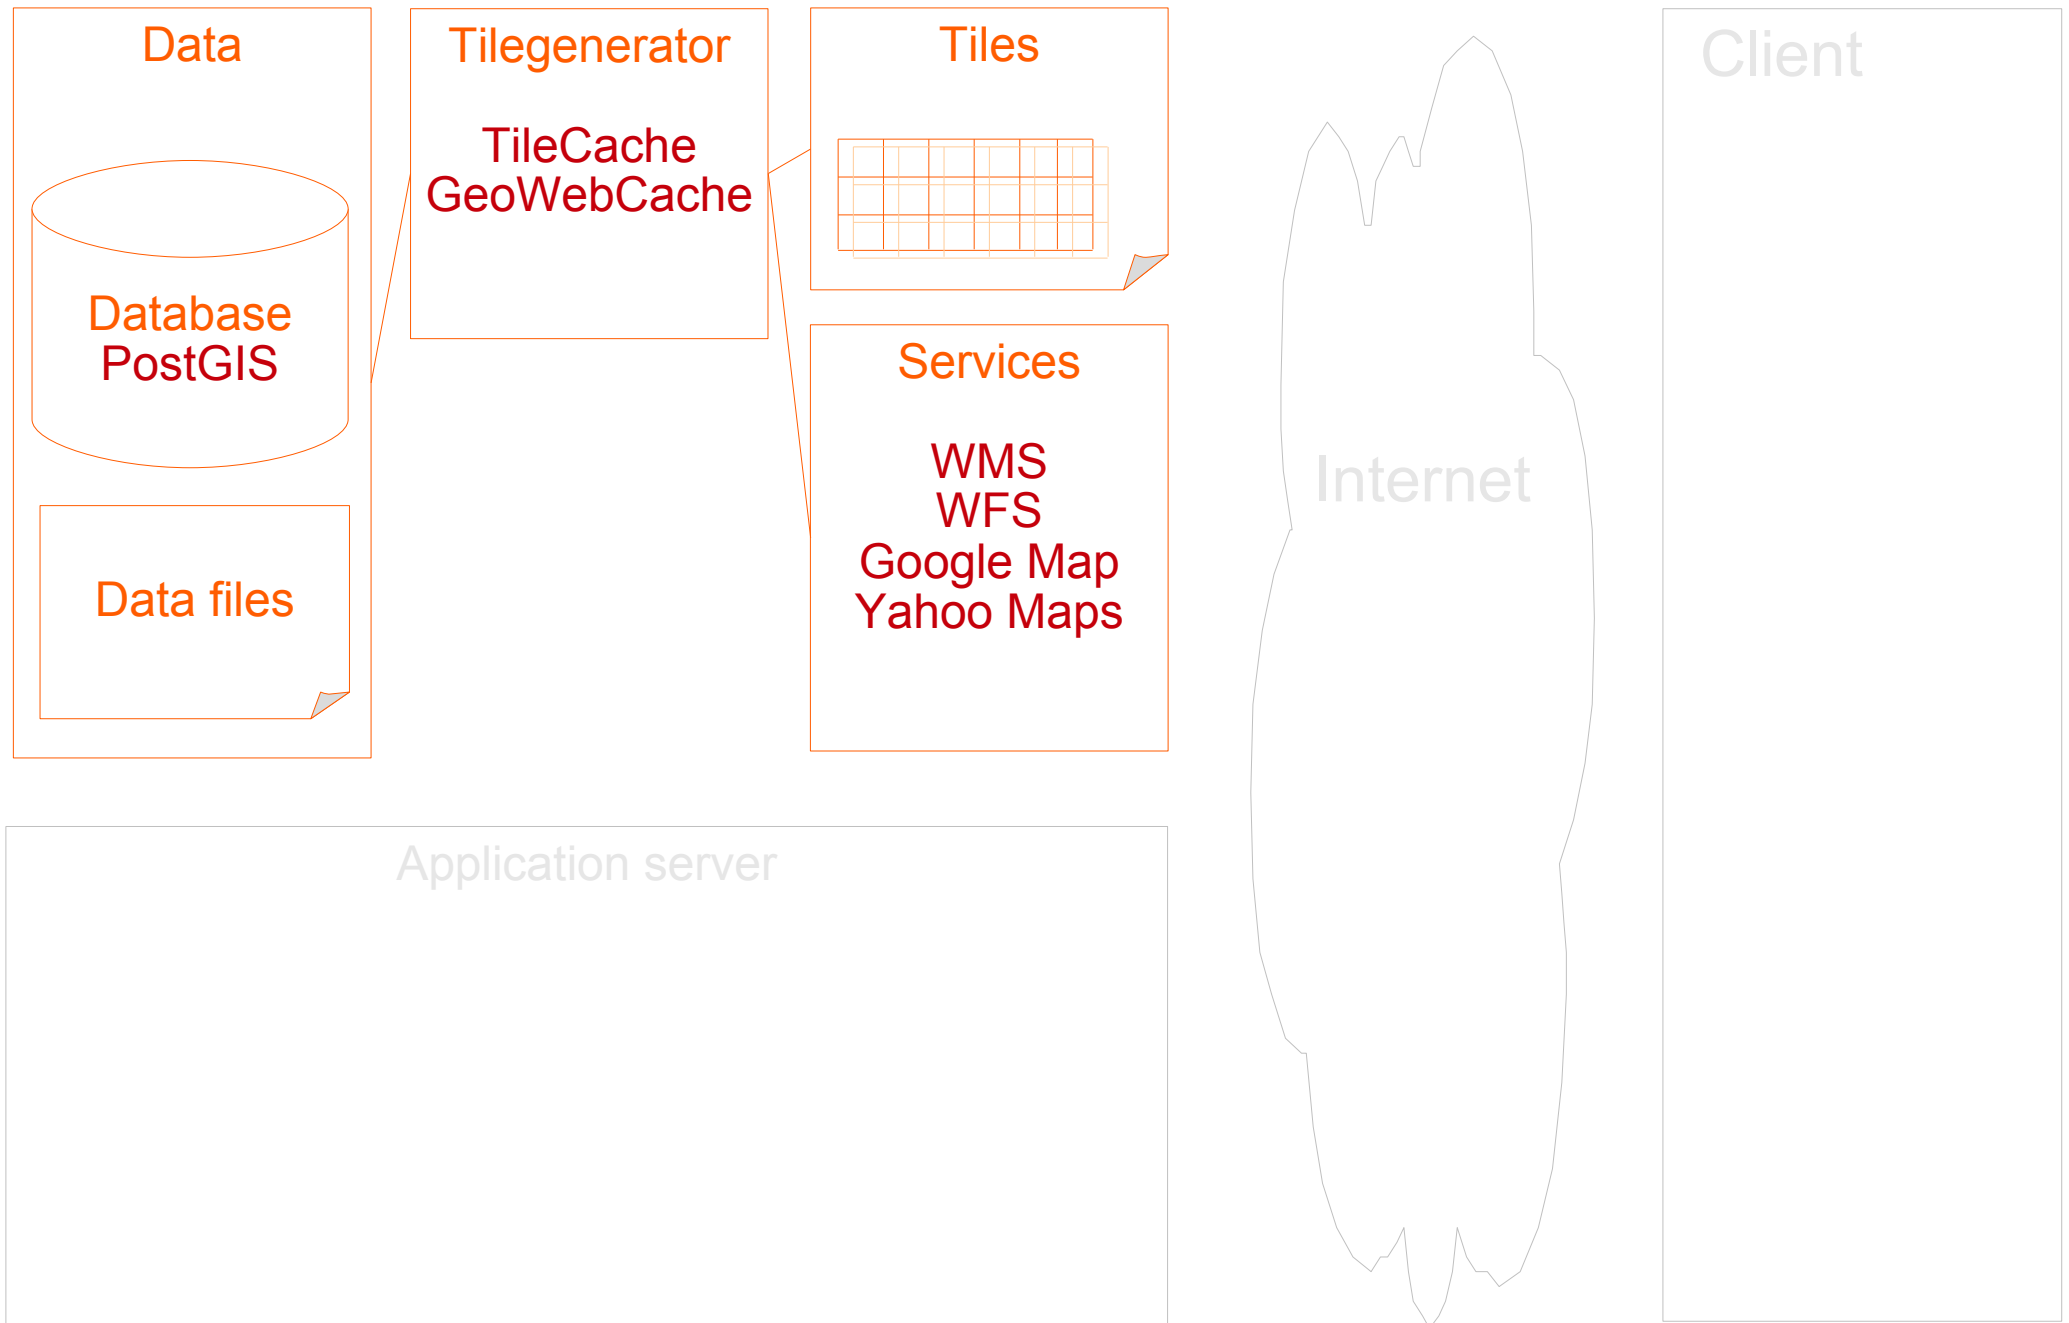 Data
Database
PostGIS
Data files
Tilegenerator
TileCache
GeoWebCache
Tiles
Services
WMS
WFS
Google Map
Yahoo Maps
Internet
Client
Application server